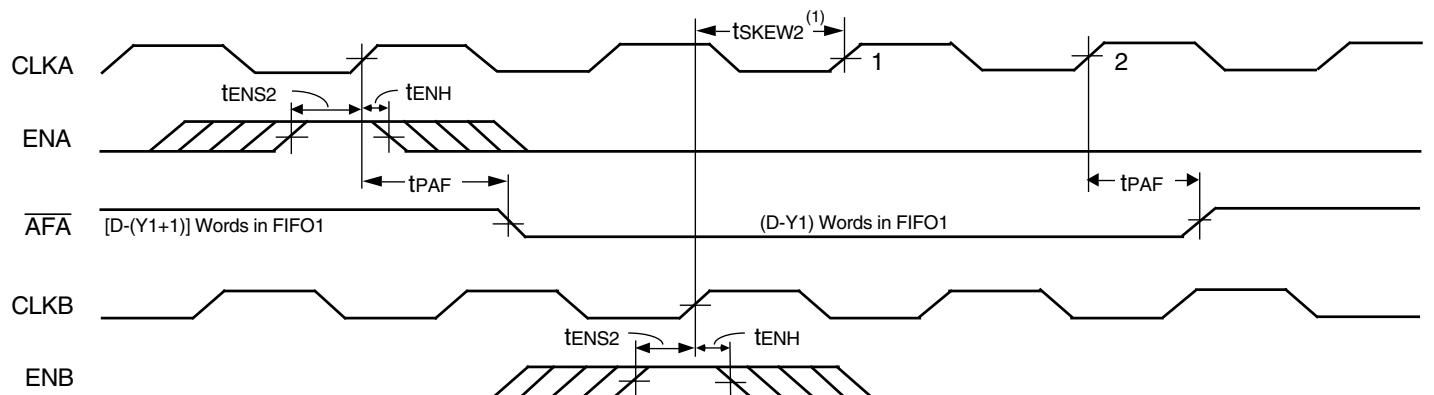 tSKEW2 (1)
CLKA
1
2
tENS2
tENH
ENA
tPAF
tPAF
AFA
[D-(Y1+1)] Words in FIFO1
(D-Y1) Words in FIFO1
CLKB
tENS2
tENH
ENB